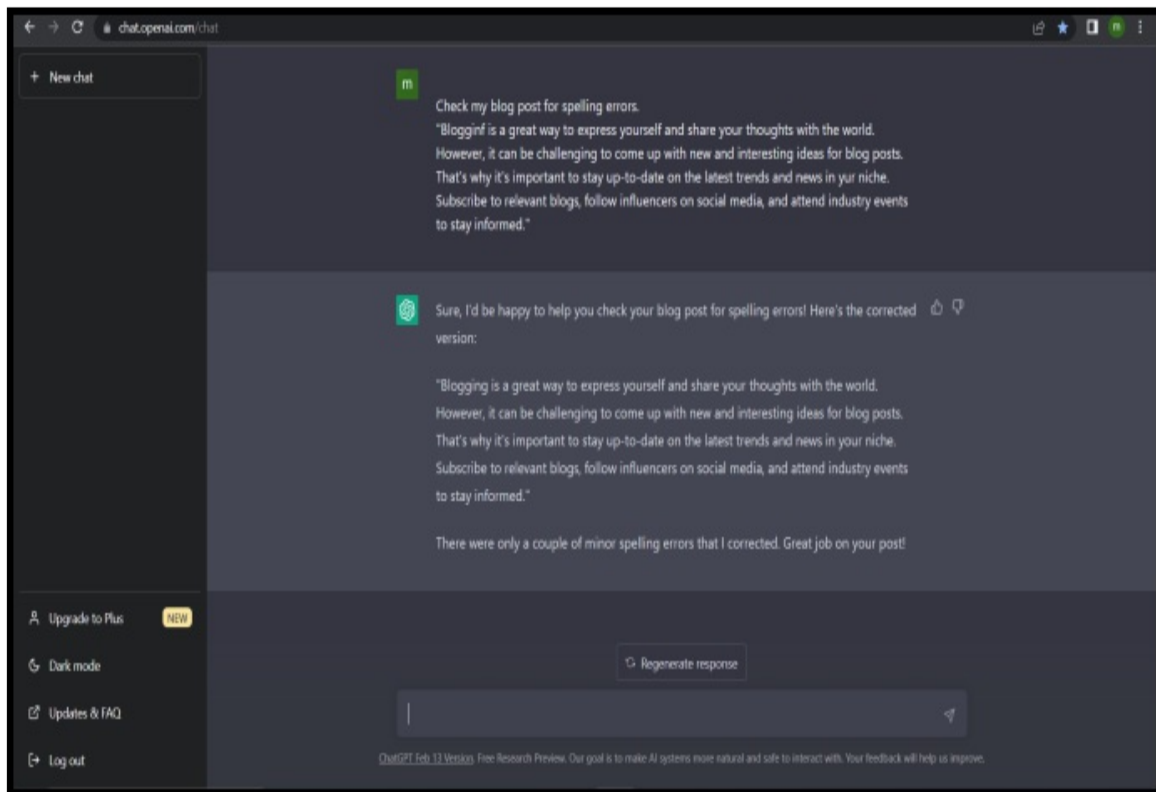 chat.openai.com/chat
m
+ New chat
m
Check my blog post for spelling errors.
"Blogginf is a great way to express yourself and share your thoughts with the world.
However, it can be challenging to come up with new and interesting ideas for blog posts.
That's why it's important to stay up-to-date on the latest trends and news in yur niche.
Subscribe to relevant blogs, follow influencers on social media, and attend industry events
to stay informed."
Sure, I'd be happy to help you check your blog post for spelling errors! Here's the corrected
version:
"Blogging is a great way to express yourself and share your thoughts with the world.
However, it can be challenging to come up with new and interesting ideas for blog posts.
That's why it's important to stay up-to-date on the latest trends and news in your niche.
Subscribe to relevant blogs, follow influencers on social media, and attend industry events
to stay informed."
There were only a couple of minor spelling errors that I corrected. Great job on your post!
Upgrade to Plus NEW
Dark mode
Updates & FAQ
Log out
Regenerate response
ChatGPT Feb 13 Version. Free Research Preview. Our goal is to make AI systems more natural and safe to interact with. Your feedback will help us improve.